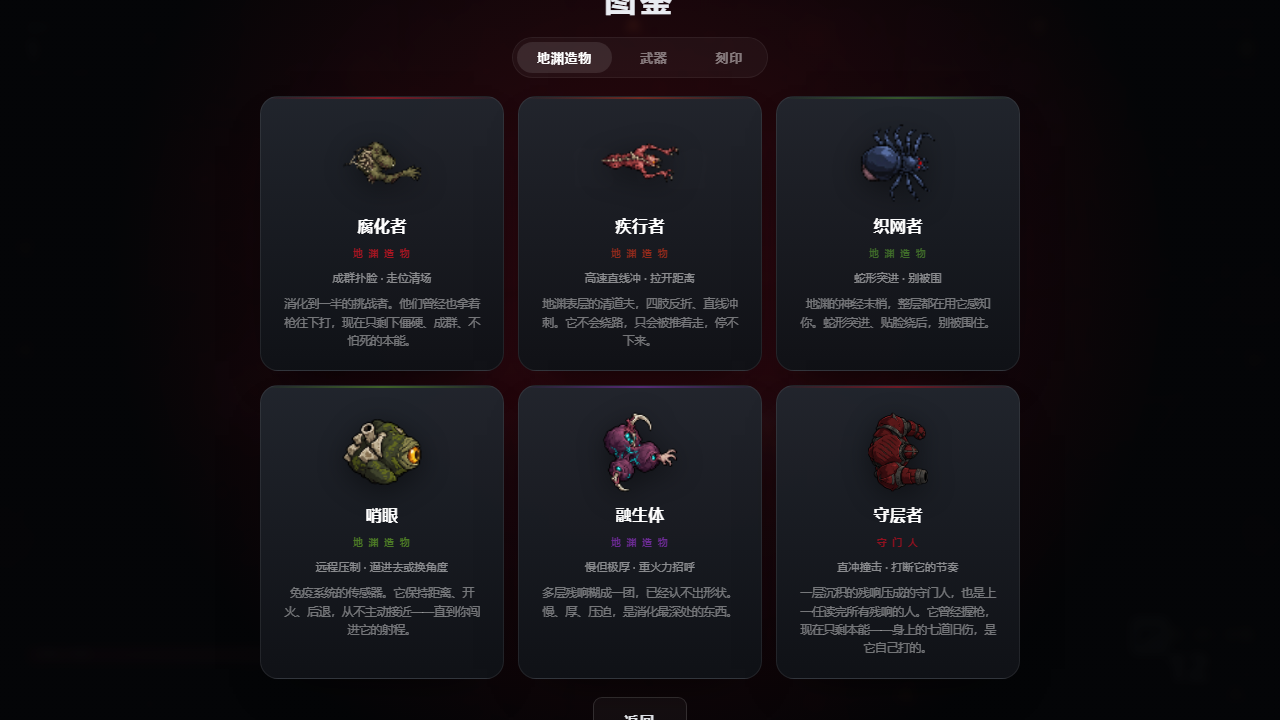 图鉴
地渊造物
武器
刻印
腐化者
地渊造物
成群扑脸 · 走位清场
消化到一半的挑战者。他们曾经也拿着
枪往下打，现在只剩下僵硬、成群、不
怕死的本能。
疾行者
地渊造物
高速直线冲 · 拉开距离
地渊表层的清道夫，四肢反折、直线冲
刺。它不会绕路，只会被推着走，停不
下来。
织网者
地渊造物
蛇形突进 · 别被围
地渊的神经末梢，整层都在用它感知
你。蛇形突进、贴脸绕后，别被围住。
哨眼
地渊造物
远程压制 · 逼进去或换角度
免疫系统的传感器。它保持距离、开
火、后退，从不主动接近——直到你闯
进它的射程。
融生体
地渊造物
慢但极厚 · 重火力招呼
多层残响糊成一团，已经认不出形状。
慢、厚、压迫，是消化最深处的东西。
守层者
守门人
直冲撞击 · 打断它的节奏
一层沉积的残响压成的守门人，也是上
一任读完所有残响的人。它曾经握枪，
现在只剩本能——身上的七道旧伤，是
它自己打的。
返回